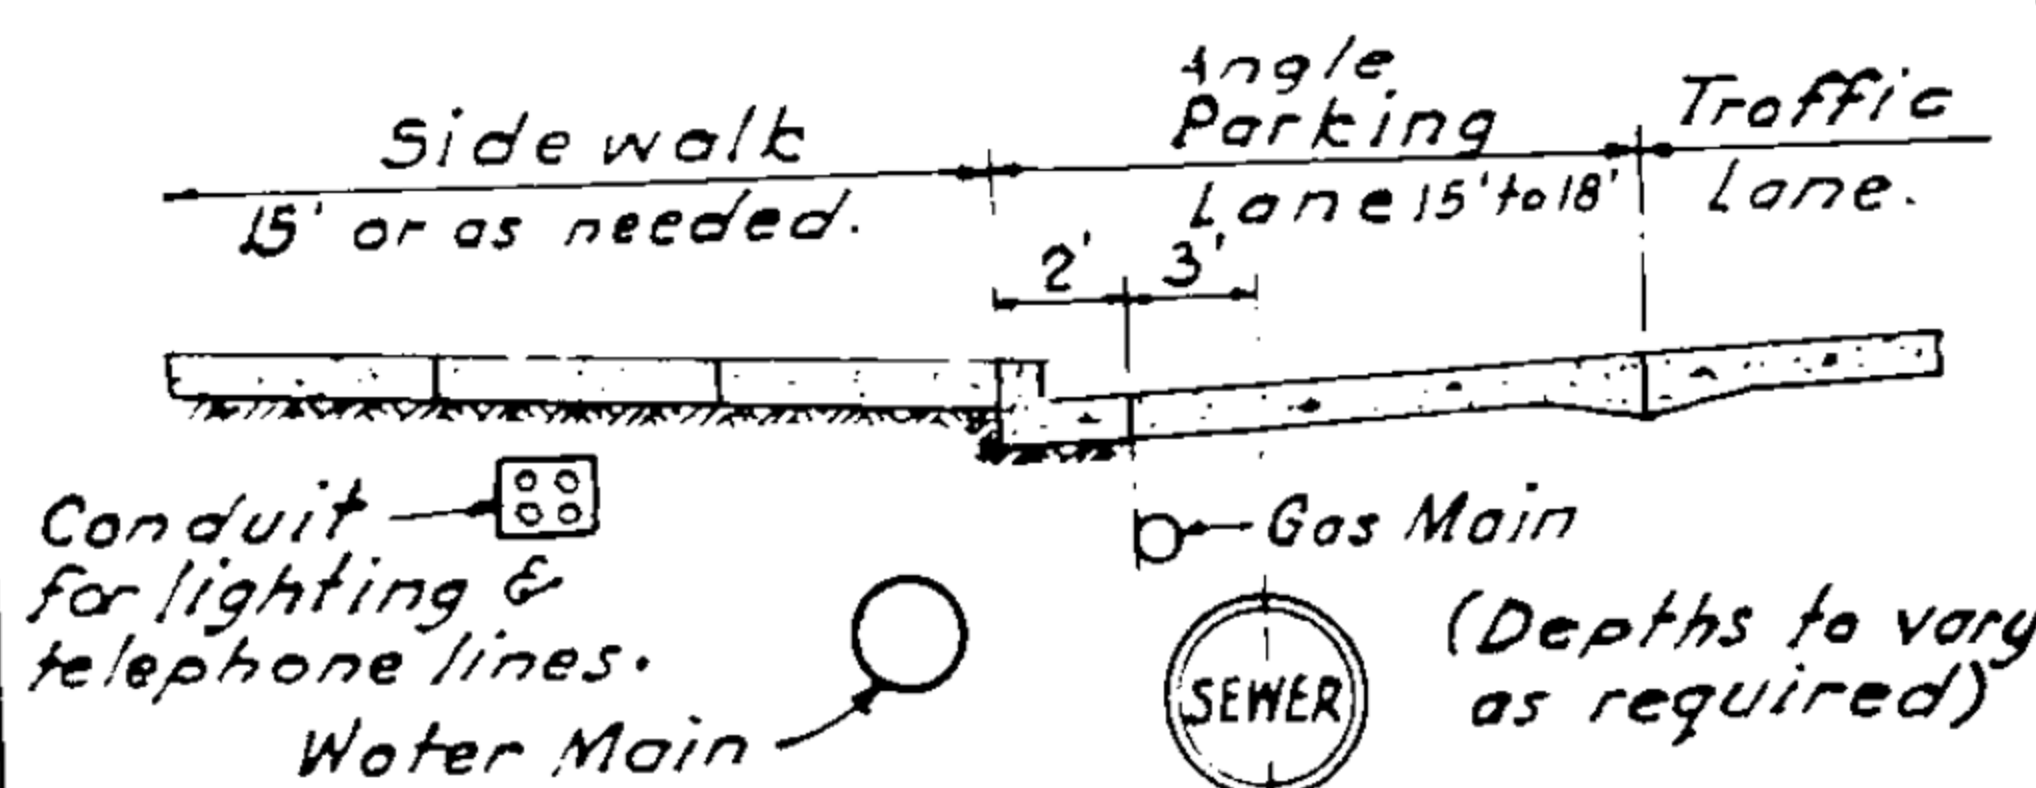 Sidewalk
15' or as needed.
Angle
Parking
Lane 15' to 18'
Traffic
Lane.
2' 3'
Conduit
for lighting &
telephone lines.
Water Main
Gas Main
SEWER
(Depths to vary
as required)